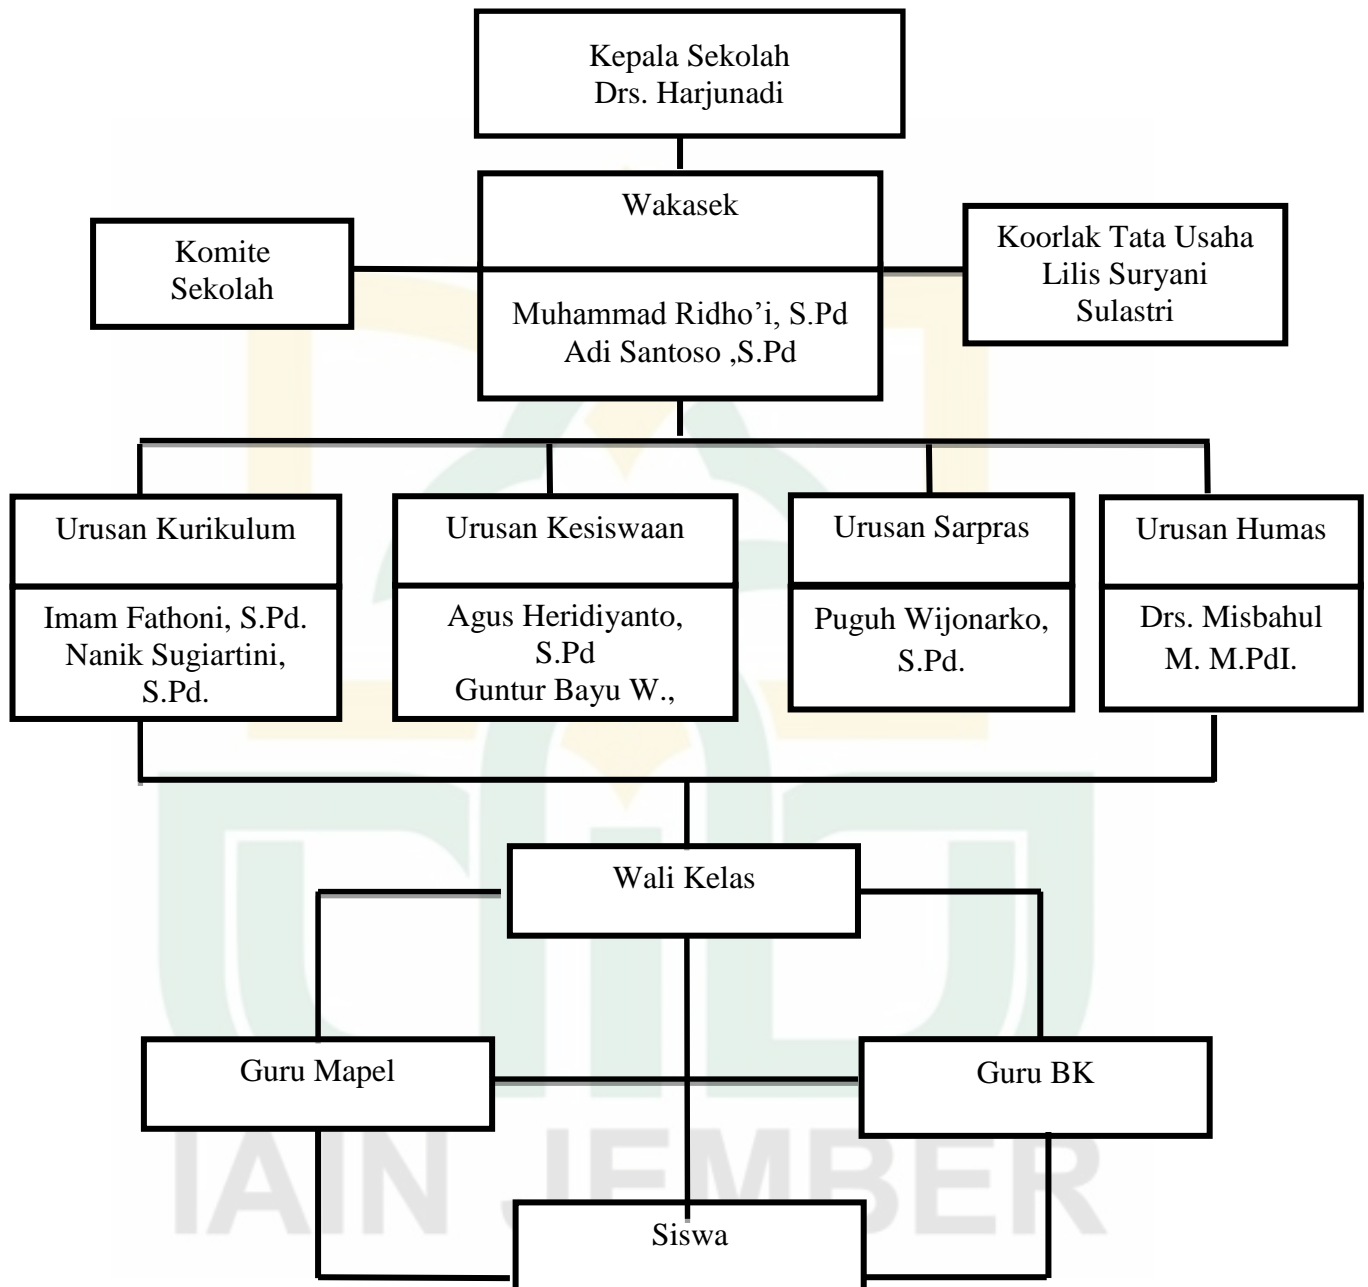 Kepala Sekolah
Drs. Harjunadi
Wakasek
Komite
Sekolah
Koorlak Tata Usaha
Lilis Suryani
Sulastri
Muhammad Ridho’i, S.Pd
Adi Santoso ,S.Pd
Urusan Kurikulum
Imam Fathoni, S.Pd.
Nanik Sugiartini,
S.Pd.
Urusan Kesiswaan
Agus Heridiyanto,
S.Pd
Guntur Bayu W.,
Urusan Sarpras
Puguh Wijonarko,
S.Pd.
Urusan Humas
Drs. Misbahul
M. M.PdI.
Wali Kelas
Guru Mapel
Guru BK
IAIN JEMBER
Siswa